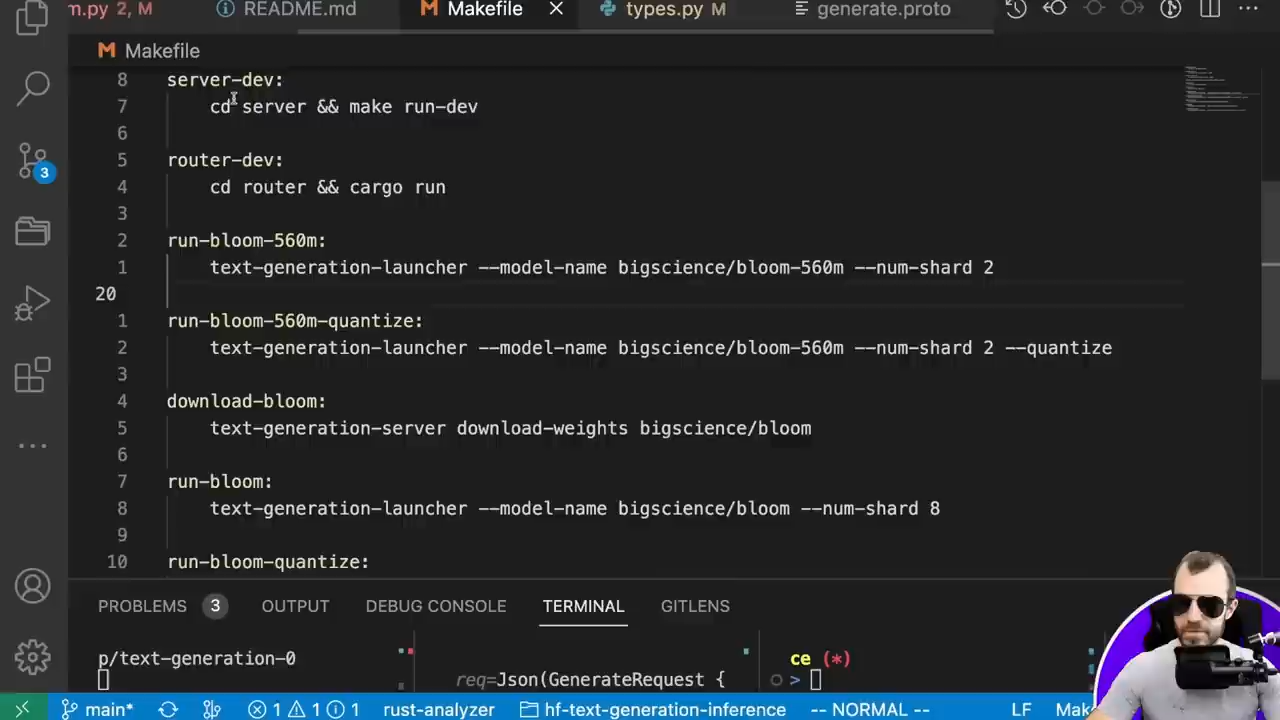 m.py 2, M README.md Makefile types.py M generate.proto
Makefile
8 server-dev:
7 cd server && make run-dev
6
5 router-dev:
4 cd router && cargo run
3
2 run-bloom-560m:
1 text-generation-launcher --model-name bigscience/bloom-560m --num-shard 2
20
1 run-bloom-560m-quantize:
2 text-generation-launcher --model-name bigscience/bloom-560m --num-shard 2 --quantize
3
4 download-bloom:
5 text-generation-server download-weights bigscience/bloom
6
7 run-bloom:
8 text-generation-launcher --model-name bigscience/bloom --num-shard 8
9
10 run-bloom-quantize:
3
PROBLEMS 3 OUTPUT DEBUG CONSOLE TERMINAL GITLENS
p/text-generation-0 ce (*)
req=Json(GenerateRequest { >
main* 1 1 1 rust-analyzer hf-text-generation-inference -- NORMAL -- LF Mak